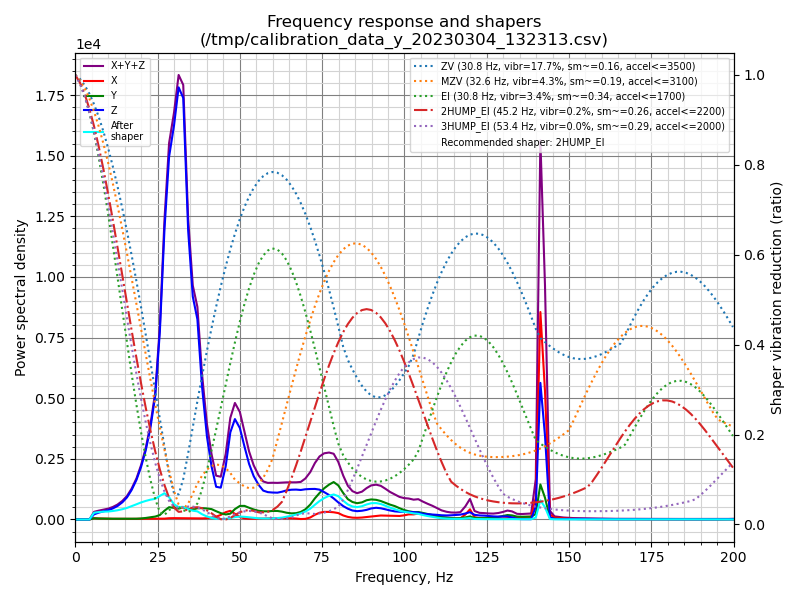 Frequency response and shapers
(/tmp/calibration_data_y_20230304_132313.csv)
1e4
X+Y+Z
X
Y
Z
After
shaper
ZV (30.8 Hz, vibr=17.7%, sm~=0.16, accel<=3500)
MZV (32.6 Hz, vibr=4.3%, sm~=0.19, accel<=3100)
EI (30.8 Hz, vibr=3.4%, sm~=0.34, accel<=1700)
2HUMP_EI (45.2 Hz, vibr=0.2%, sm~=0.26, accel<=2200)
3HUMP_EI (53.4 Hz, vibr=0.0%, sm~=0.29, accel<=2000)
Recommended shaper: 2HUMP_EI
Power spectral density
1.75
1.50
1.25
1.00
0.75
0.50
0.25
0.00
1.0
0.8
0.6
0.4
0.2
0.0
Shaper vibration reduction (ratio)
0 25 50 75 100 125 150 175 200
Frequency, Hz